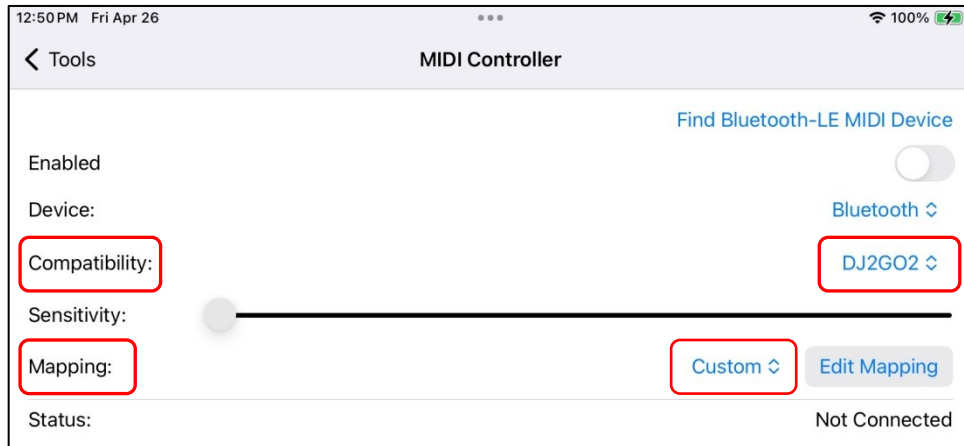 12:50 PM Fri Apr 26 100%
Tools MIDI Controller
Find Bluetooth-LE MIDI Device
Enabled
Device: Bluetooth
Compatibility: DJ2GO2
Sensitivity:
Mapping: Custom Edit Mapping
Status: Not Connected